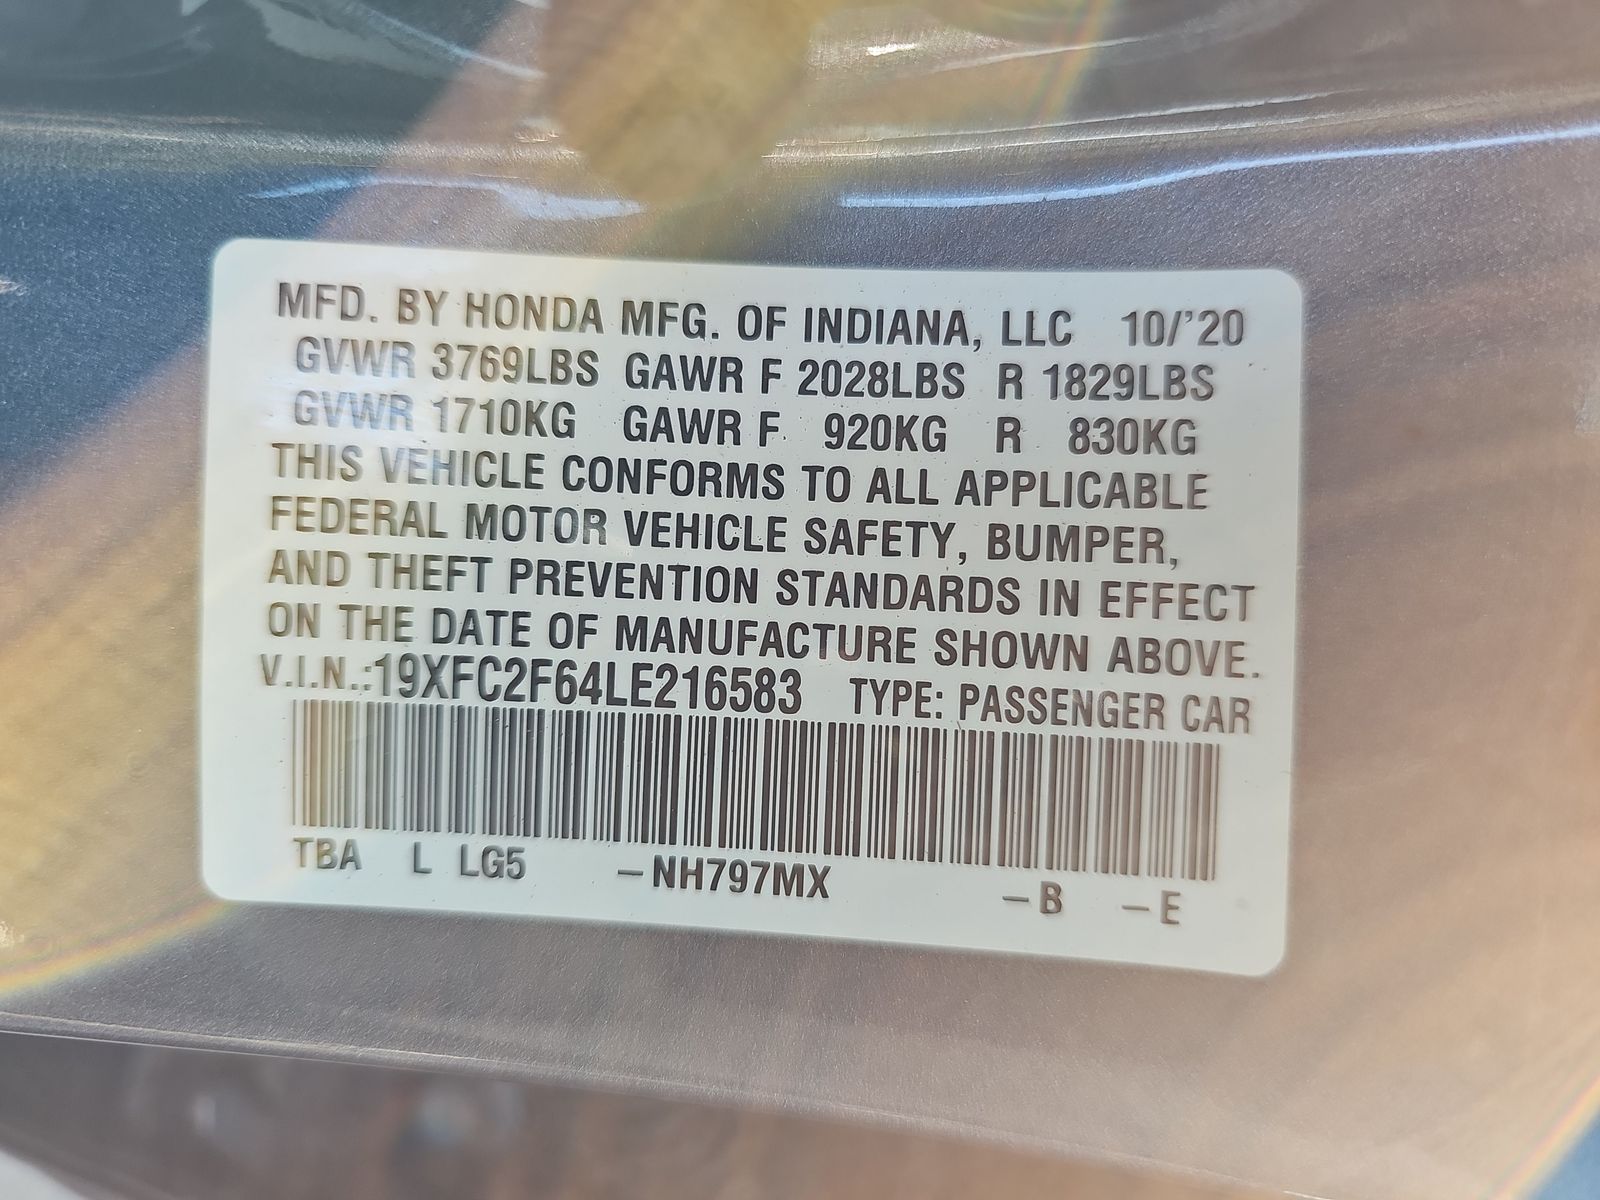 MFD. BY HONDA MFG. OF INDIANA, LLC 10/'20
GVWR 3769LBS GAWR F 2028LBS R 1829LBS
GVWR 1710KG GAWR F 920KG R 830KG
THIS VEHICLE CONFORMS TO ALL APPLICABLE
FEDERAL MOTOR VEHICLE SAFETY, BUMPER,
AND THEFT PREVENTION STANDARDS IN EFFECT
ON THE DATE OF MANUFACTURE SHOWN ABOVE.
V.I.N.:19XFC2F64LE216583 TYPE: PASSENGER CAR
TBA L LG5 –NH797MX –B –E